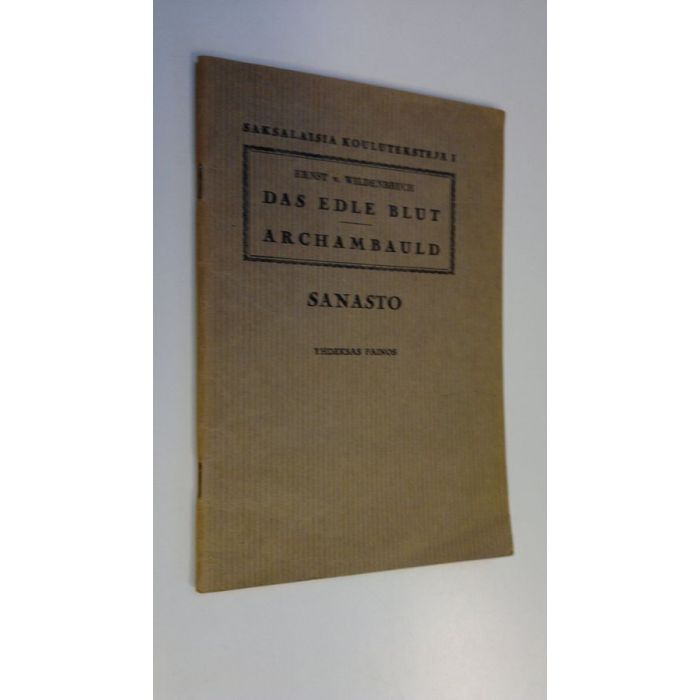 SAKSALAISIA KOULUTEKSTEJÄ I
ERNST v. WILDENBRUCH
DAS EDLE BLUT
ARCHAMBAULD
SANASTO
YHDEKSÄS PAINOS